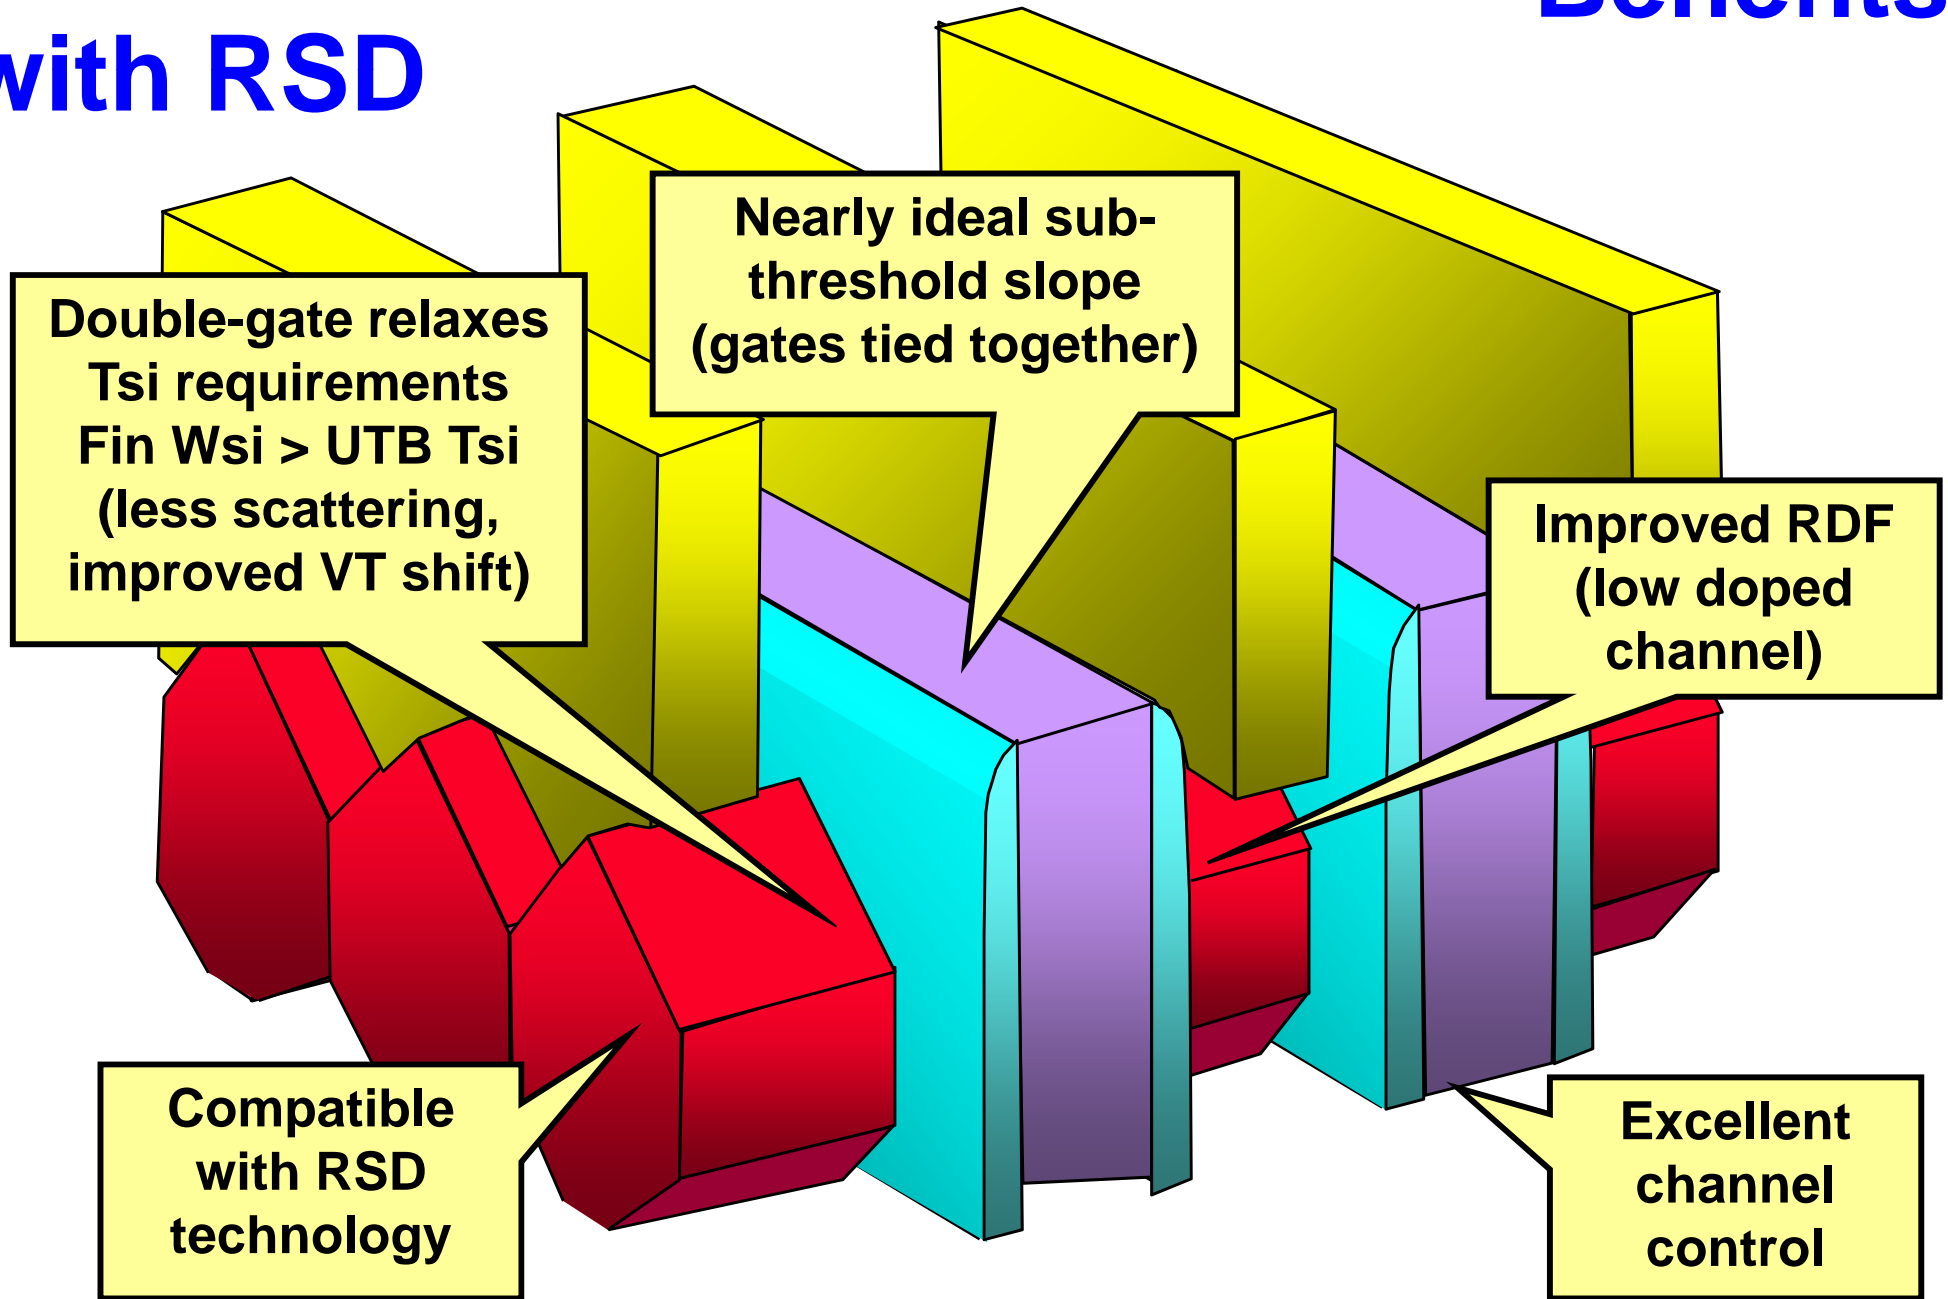 Benefits
with RSD
Nearly ideal sub-
threshold slope
(gates tied together)
Double-gate relaxes
Tsi requirements
Fin Wsi > UTB Tsi
(less scattering,
improved VT shift)
Improved RDF
(low doped
channel)
Compatible
with RSD
technology
Excellent
channel
control